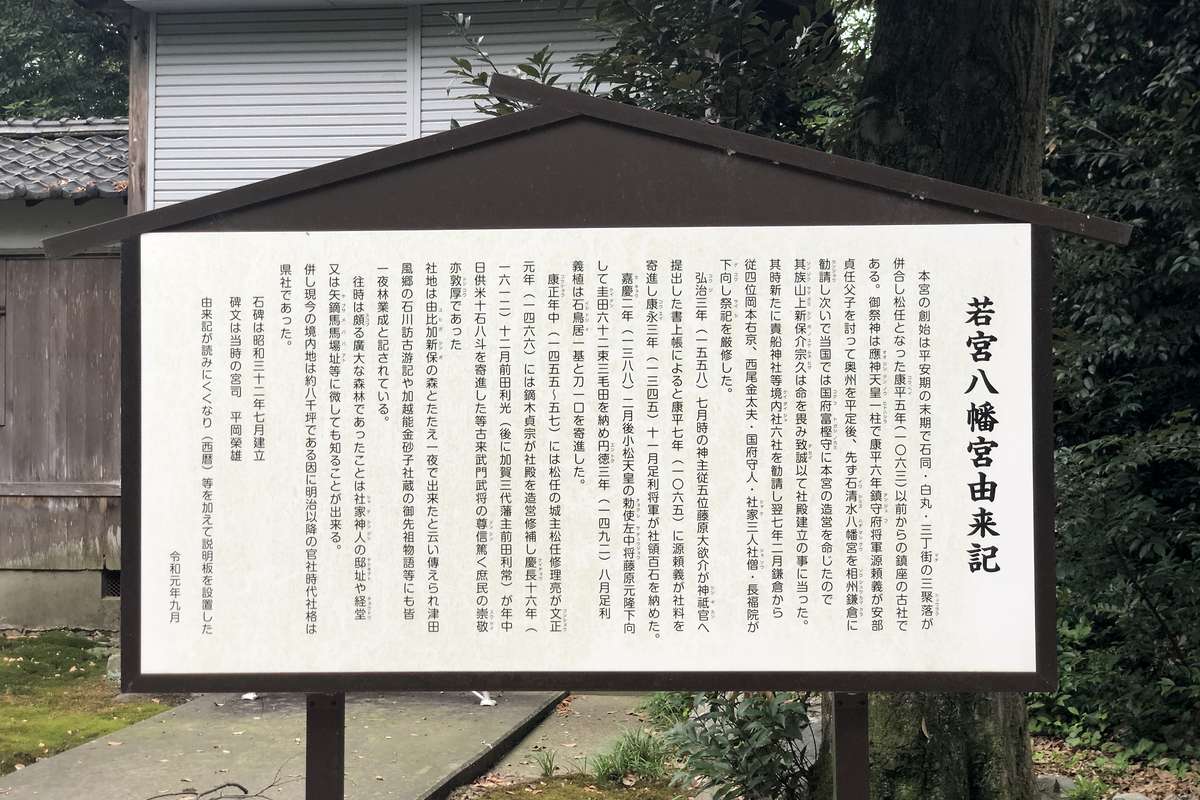 若宮八幡宮由来記
本宮の創始は平安期の末期で石同・白丸・三丁街の三聚落が
併合し松任となった康平五年（一〇六三）以前からの鎮座の古社で
ある。御祭神は應神天皇一柱で康平六年鎮守府将軍源頼義が安部
貞任父子を討って奥州を平定後、先ず石清水八幡宮を相州鎌倉に
勧請し次いで当国では国府富樫守に本宮の造営を命じたので
其族山上新保介宗久は命を畏み致誠以て社殿建立の事に当った。
其時新たに貴船神社等境内社六社を勧請し翌七年二月鎌倉から
従四位岡本右京、西尾金太夫・国府守人・社家三人社僧・長福院が
下向し祭祀を厳修した。
弘治三年（一五五八）七月時の神主従五位藤原大欲介が神祗官へ
提出した書上帳によると康平七年（一〇六五）に源頼義が社料を
寄進し康永三年（一三四五）十一月足利将軍が社領百石を納めた。
嘉慶二年（一三八八）二月後小松天皇の勅使左中将藤原元隆下向
して圭田六十二束三毛田を納め円徳三年（一四九二）八月足利
義植は石鳥居一基と刀一口を寄進した。
康正年中（一四五五～五七）には松任の城主松任修理亮が文正
元年（一四六六）には鏑木貞宗が社殿を造営修補し慶長十六年（
一六一二）十二月前田利光（後に加賀三代藩主前田利常）が年中
日供米十石八斗を寄進した等古来武門武将の尊信篤く庶民の崇敬
亦敦厚であった
社地は由比加新保の森とたたえ一夜で出来たと云い傳えられ津田
風郷の石川訪古游記や加越能金砂子社蔵の御先祖物語等にも皆
一夜林業成と記されている。
往時は頗る廣大な森林であったことは社家神人の邸址や経堂
又は矢鏑馬馬場址等に徴しても知ることが出来る。
併し現今の境内地は約八千坪である因に明治以降の官社時代社格は
県社であった。
石碑は昭和三十二年七月建立
碑文は当時の宮司 平岡榮雄
由来記が読みにくくなり（西暦）等を加えて説明板を設置した
令和元年九月